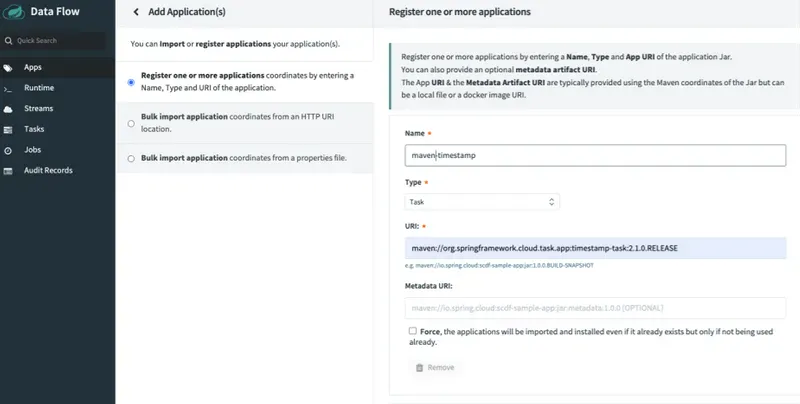 Data Flow
Quick Search
Apps
Runtime
Streams
Tasks
Jobs
Audit Records
Add Application(s)
You can Import or register applications your application(s).
Register one or more applications coordinates by entering a
Name, Type and URI of the application.
Bulk import application coordinates from an HTTP URI
location.
Bulk import application coordinates from a properties file.
Register one or more applications
Register one or more applications by entering a Name, Type and App URI of the application Jar.
You can also provide an optional metadata artifact URI.
The App URI & the Metadata Artifact URI are typically provided using the Maven coordinates of the Jar but can
be a local file or a docker image URI.
Name
maven-timestamp
Type
Task
URI:
maven://org.springframework.cloud.task.app:timestamp-task:2.1.0.RELEASE
e.g. maven://io.spring.cloud:scdf-sample-app:jar:1.0.0.BUILD-SNAPSHOT
Metadata URI:
maven://io.spring.cloud:scdf-sample-app:jar:metadata:1.0.0 [OPTIONAL]
Force, the applications will be imported and installed even if it already exists but only if not being used
already.
Remove